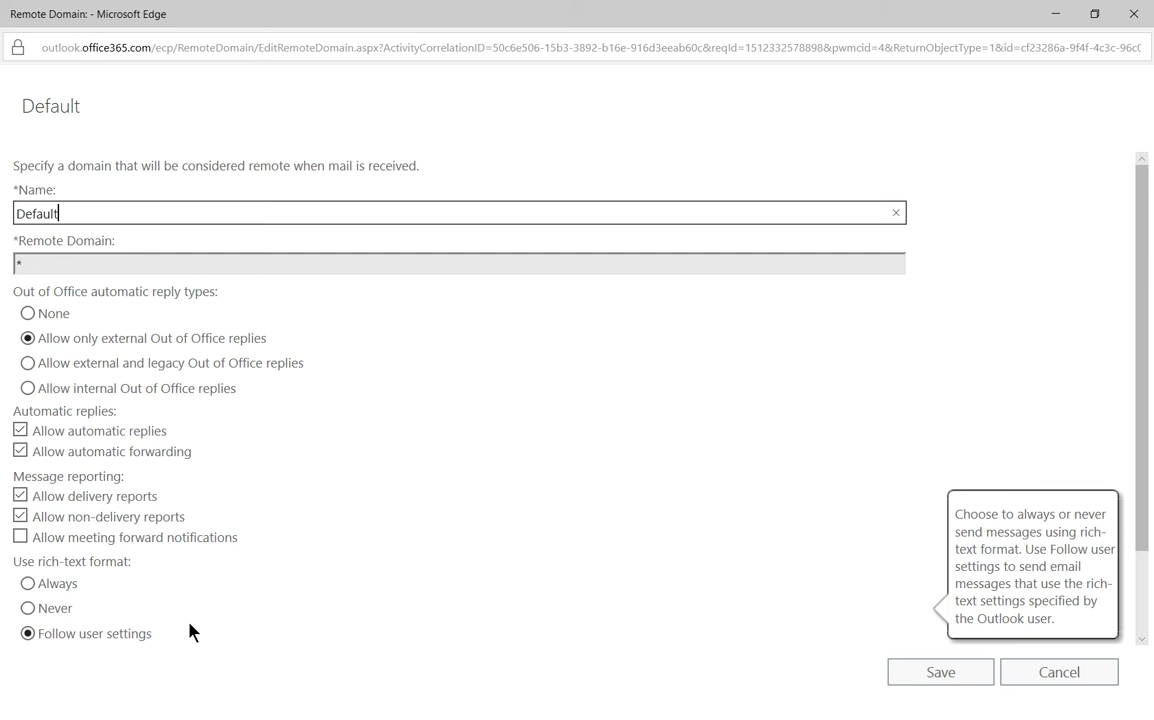 Remote Domain: - Microsoft Edge
outlook.office365.com/ecp/RemoteDomain/EditRemoteDomain.aspx?ActivityCorrelationID=50c6e506-15b3-3892-b16e-916d3eeab60c&reqId=1512332578898&pwmcid=4&ReturnObjectType=1&id=cf23286a-9f4f-4c3c-96c0
Default
Specify a domain that will be considered remote when mail is received.
*Name:
Default
*Remote Domain:
*
Out of Office automatic reply types:
None
Allow only external Out of Office replies
Allow external and legacy Out of Office replies
Allow internal Out of Office replies
Automatic replies:
Allow automatic replies
Allow automatic forwarding
Message reporting:
Allow delivery reports
Allow non-delivery reports
Allow meeting forward notifications
Use rich-text format:
Always
Never
Follow user settings
Choose to always or never
send messages using rich-
text format. Use Follow user
settings to send email
messages that use the rich-
text settings specified by
the Outlook user.
Save
Cancel